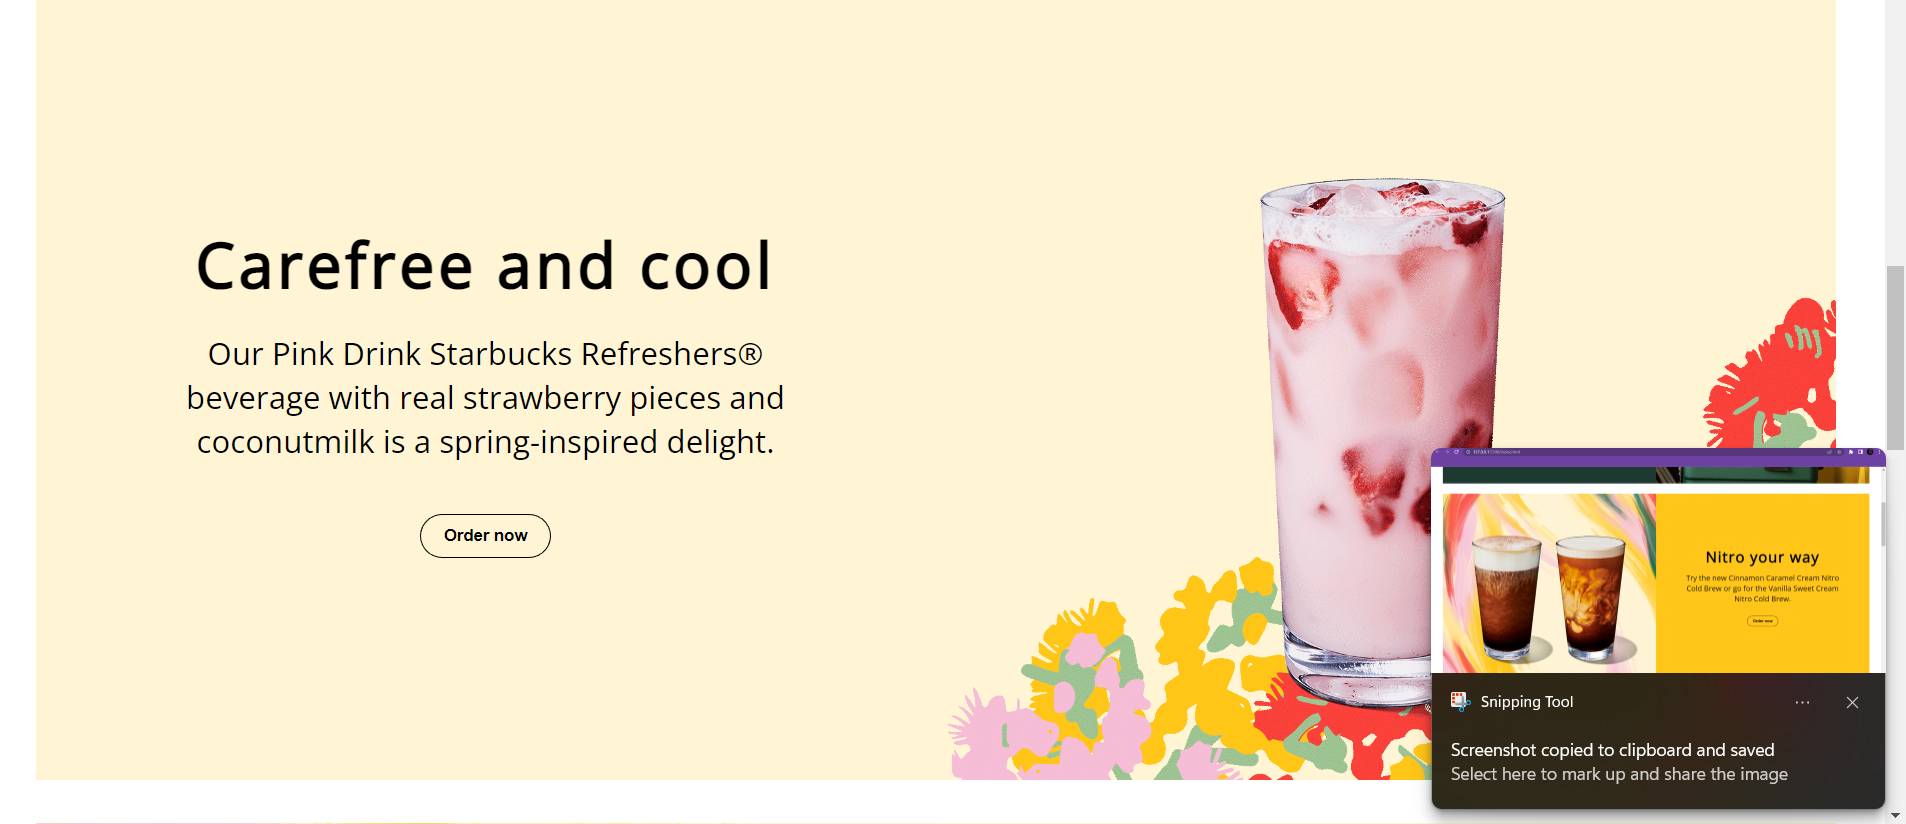 Carefree and cool
Our Pink Drink Starbucks Refreshers®
beverage with real strawberry pieces and
coconutmilk is a spring-inspired delight.
Order now
Nitro your way
Try the new Cinnamon Caramel Cream Nitro
Cold Brew or go for the Vanilla Sweet Cream
Nitro Cold Brew.
Order now
Snipping Tool
Screenshot copied to clipboard and saved
Select here to mark up and share the image